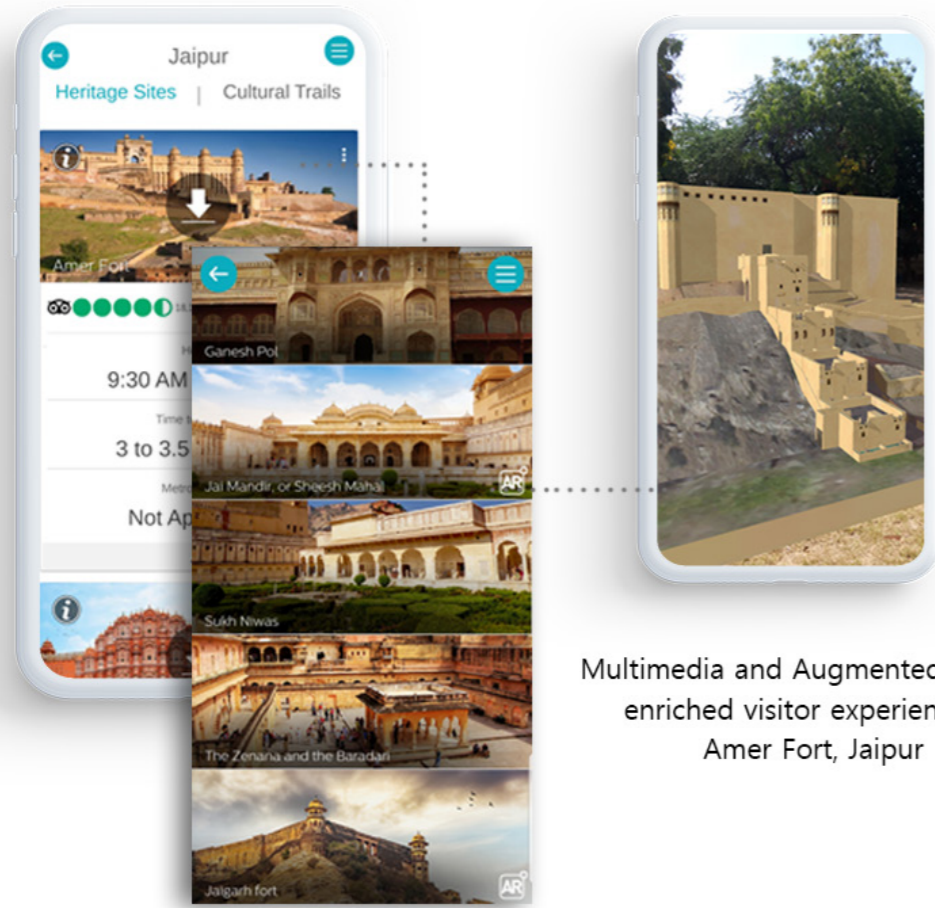 Jaipur
Heritage Sites | Cultural Trails
Amer Fort
9:30 AM
3 to 3.5
Not Ap
Ganesh Pol
Jai Mandir, or Sheesh Mahal
AR
Sukh Niwas
The Zenana and the Baradari
Jaigarh fort
AR
Multimedia and Augmented
enriched visitor experien
Amer Fort, Jaipur